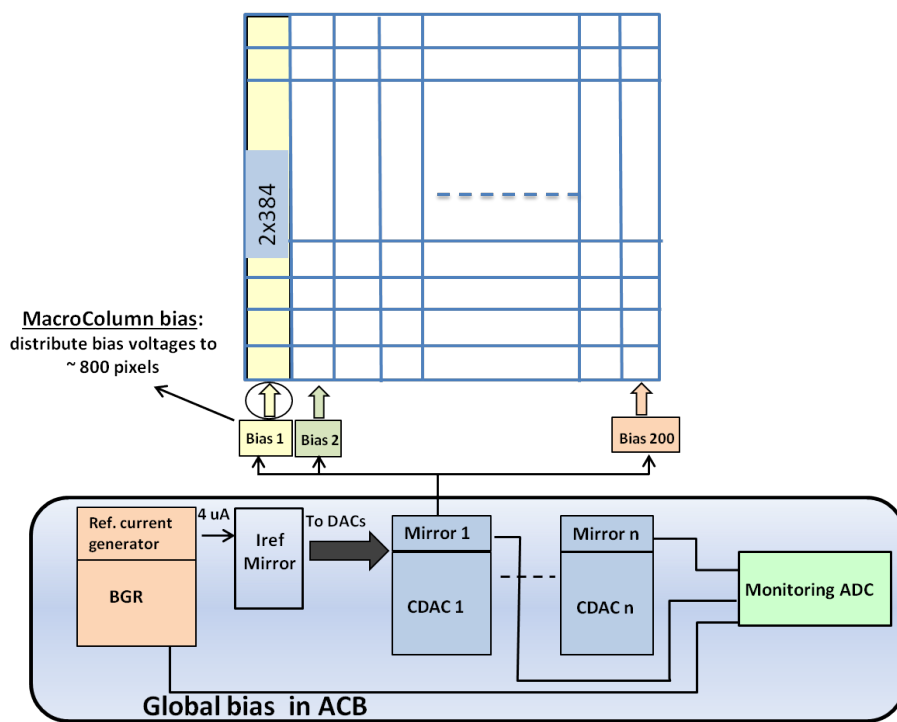 2x384
MacroColumn bias:
distribute bias voltages to
~ 800 pixels
Bias 1
Bias 2
Bias 200
Ref. current
generator
4 uA
Iref
Mirror
To DACs
Mirror 1
Mirror n
BGR
CDAC 1
CDAC n
Monitoring ADC
Global bias in ACB